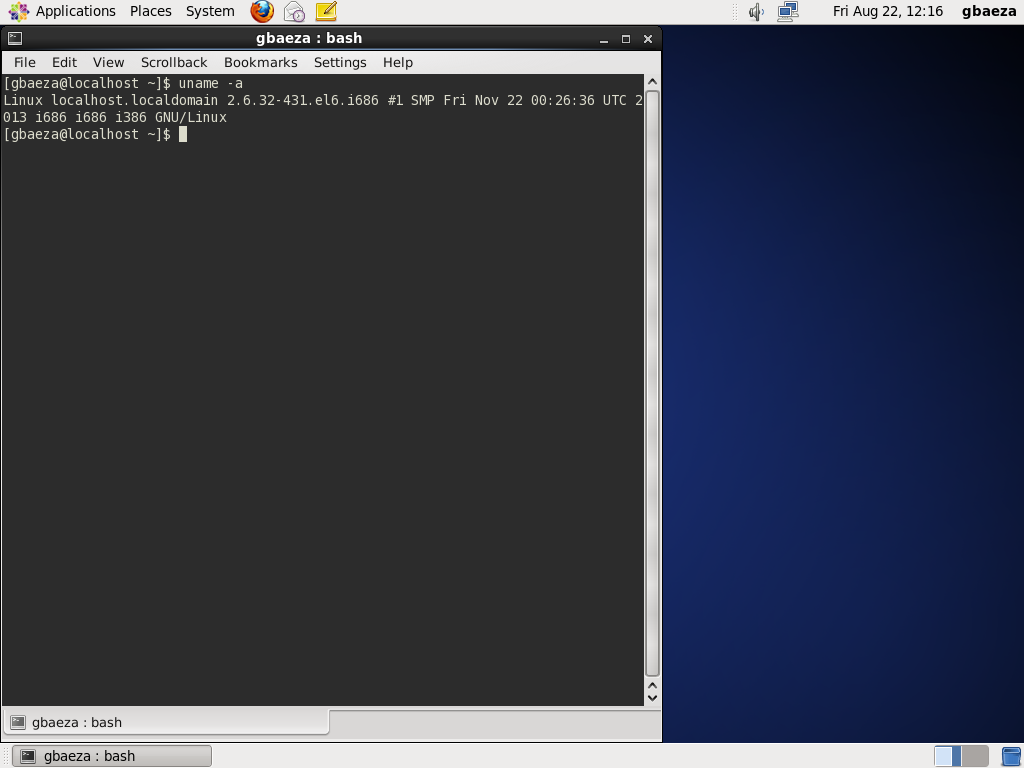 Applications Places System Fri Aug 22, 12:16 gbaeza
gbaeza : bash
File Edit View Scrollback Bookmarks Settings Help
[gbaeza@localhost ~]$ uname -a
Linux localhost.localdomain 2.6.32-431.el6.i686 #1 SMP Fri Nov 22 00:26:36 UTC 2
013 i686 i686 i386 GNU/Linux
[gbaeza@localhost ~]$
gbaeza : bash
gbaeza : bash